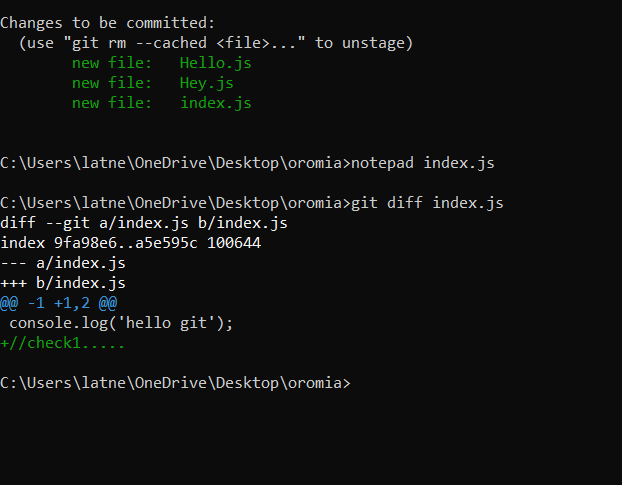 Changes to be committed:
  (use "git rm --cached <file>..." to unstage)
        new file:   Hello.js
        new file:   Hey.js
        new file:   index.js
C:\Users\latne\OneDrive\Desktop\oromia>notepad index.js
C:\Users\latne\OneDrive\Desktop\oromia>git diff index.js
diff --git a/index.js b/index.js
index 9fa98e6..a5e595c 100644
--- a/index.js
+++ b/index.js
@@ -1 +1,2 @@
 console.log('hello git');
+//check1.....
C:\Users\latne\OneDrive\Desktop\oromia>